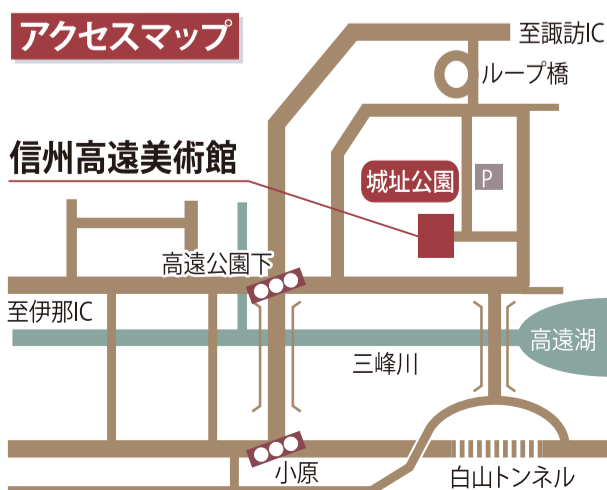 アクセスマップ
至諏訪IC
ループ橋
信州高遠美術館
城址公園
P
高遠公園下
至伊那IC
高遠湖
三峰川
小原
白山トンネル